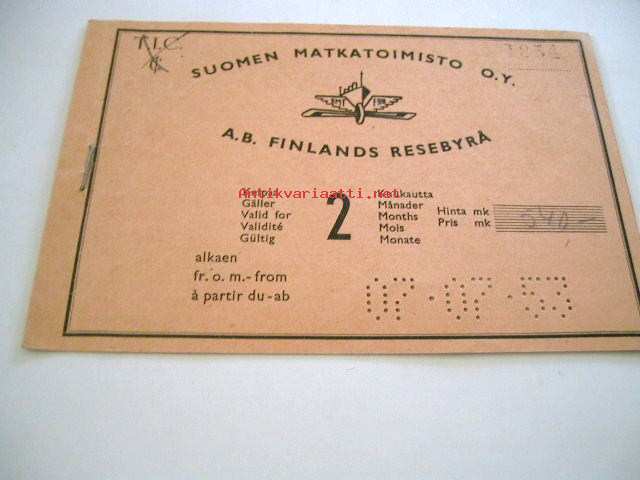 T.I.C.
SUOMEN MATKATOIMISTO O.Y.
A.B. FINLANDS RESEBYRÅ
Antikvariaatti.net
Gäller
Valid for
Validité
Gültig
2
Kuukautta
Månader
Months
Mois
Monate
Hinta mk
Pris mk
540-
alkaen
fr. o. m.-from
à partir du-ab
07·07·53